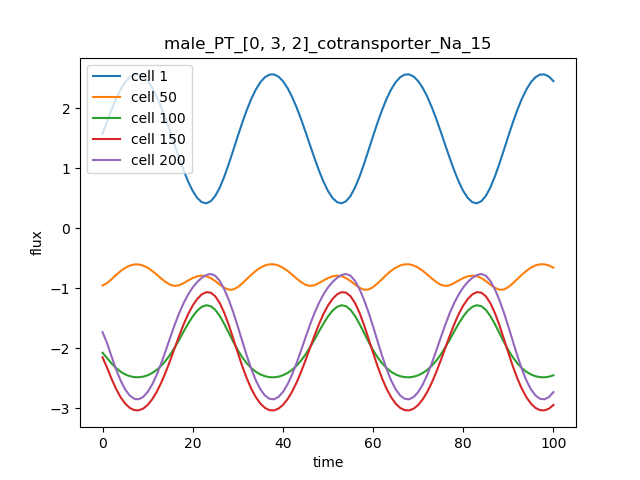 male_PT_[0, 3, 2]_cotransporter_Na_15
cell 1
cell 50
cell 100
cell 150
cell 200
flux
2
1
0
−1
−2
−3
0
20
40
60
80
100
time